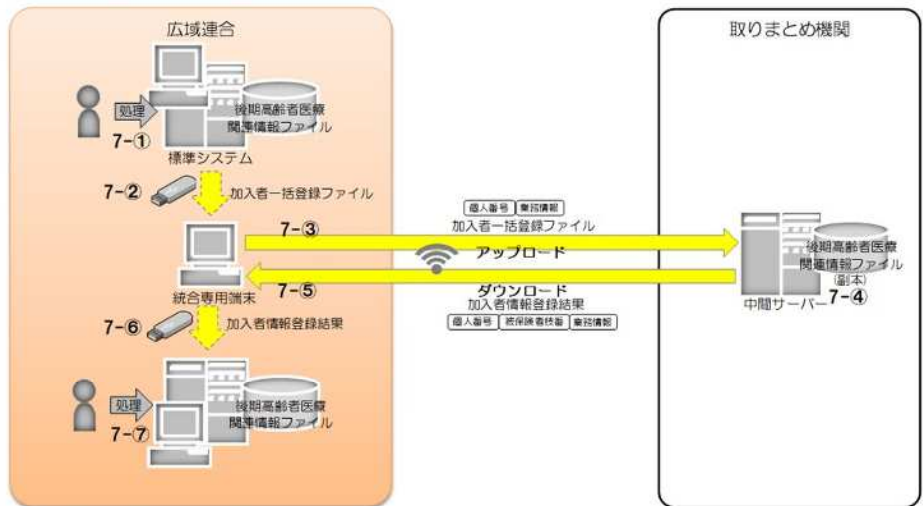 広域連合
取りまとめ機関
処理
7-①
後期高齢者医療
関連情報ファイル
標準システム
7-②
加入者一括登録ファイル
個人番号 業務情報
加入者一括登録ファイル
7-③
アップロード
統合専用端末
7-⑤
ダウンロード
加入者情報登録結果
個人番号 被保険者枝番 業務情報
後期高齢者医療
関連情報ファイル
(副本)
中間サーバー
7-④
7-⑥
加入者情報登録結果
処理
7-⑦
後期高齢者医療
関連情報ファイル